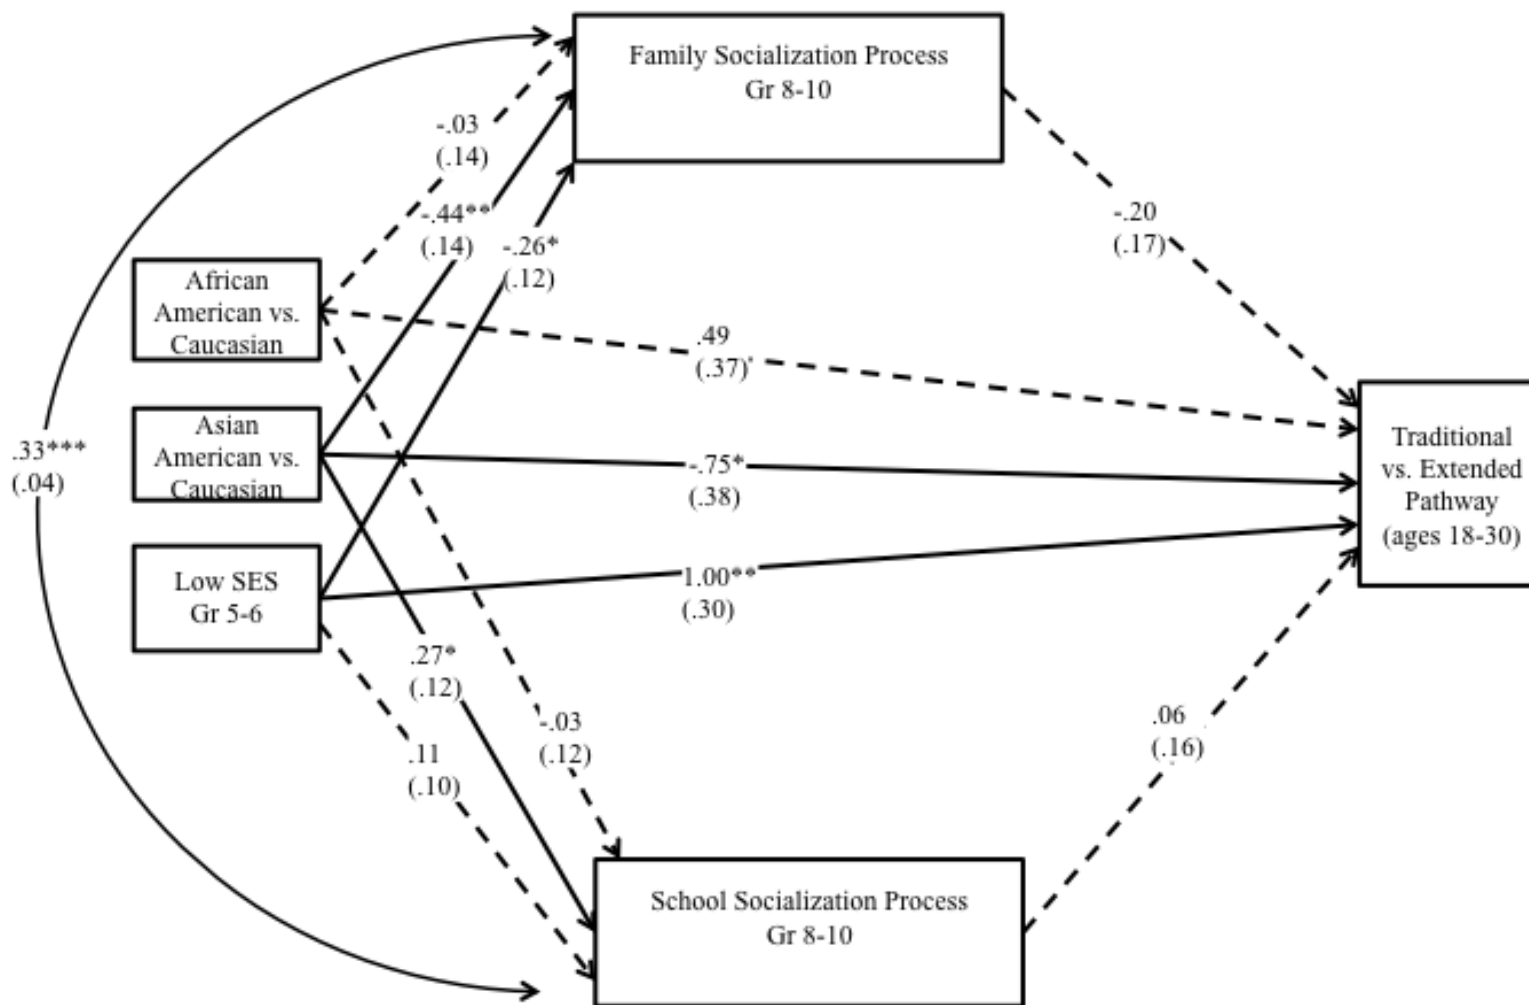 Family Socialization Process
Gr 8-10
-.03
(.14)
-.44**
(.14)
-.26*
(.12)
-.20
(.17)
African
American vs.
Caucasian
.49
(.37)
Asian
American vs.
Caucasian
.33***
(.04)
-.75*
(.38)
Traditional
vs. Extended
Pathway
(ages 18-30)
Low SES
Gr 5-6
1.00**
(.30)
.27*
(.12)
.11
(.10)
-.03
(.12)
.06
(.16)
School Socialization Process
Gr 8-10